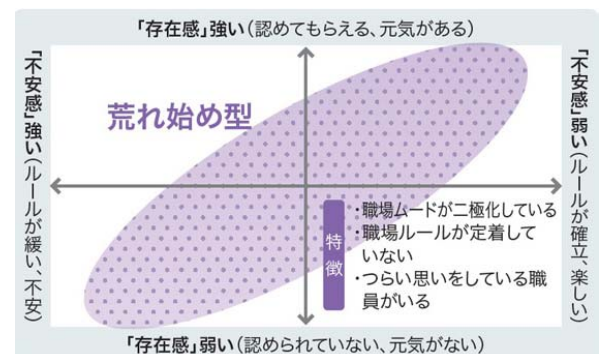 「存在感」強い(認めてもらえる、元気がある)
「不安感」強い(ルールが緩い、不安)
荒れ始め型
「不安感」弱い(ルールが確立、楽しい)
特徴
・職場ムードが二極化している
・職場ルールが定着して
いない
・つらい思いをしている職
員がいる
「存在感」弱い(認められていない、元気がない)